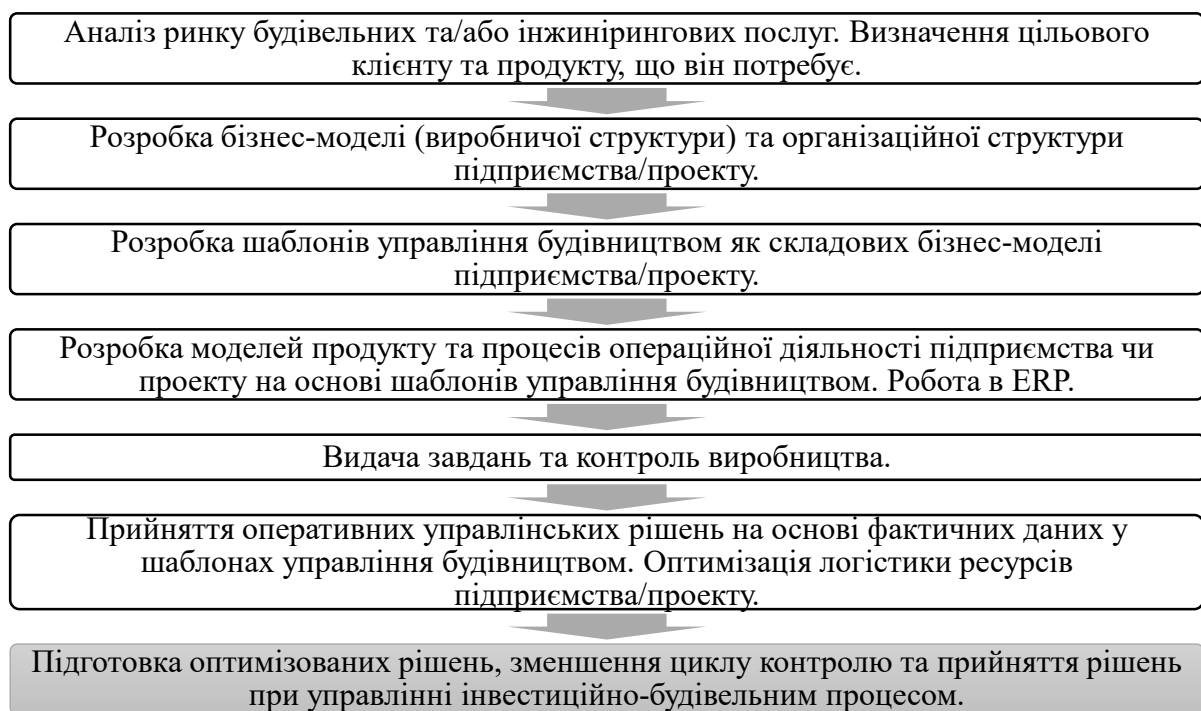 Аналіз ринку будівельних та/або інжинірингових послуг. Визначення цільового
клієнту та продукту, що він потребує.
Розробка бізнес-моделі (виробничої структури) та організаційної структури
підприємства/проекту.
Розробка шаблонів управління будівництвом як складових бізнес-моделі
підприємства/проекту.
Розробка моделей продукту та процесів операційної діяльності підприємства чи
проекту на основі шаблонів управління будівництвом. Робота в ERP.
Видача завдань та контроль виробництва.
Прийняття оперативних управлінських рішень на основі фактичних даних у
шаблонах управління будівництвом. Оптимізація логістики ресурсів
підприємства/проекту.
Підготовка оптимізованих рішень, зменшення циклу контролю та прийняття рішень
при управлінні інвестиційно-будівельним процесом.